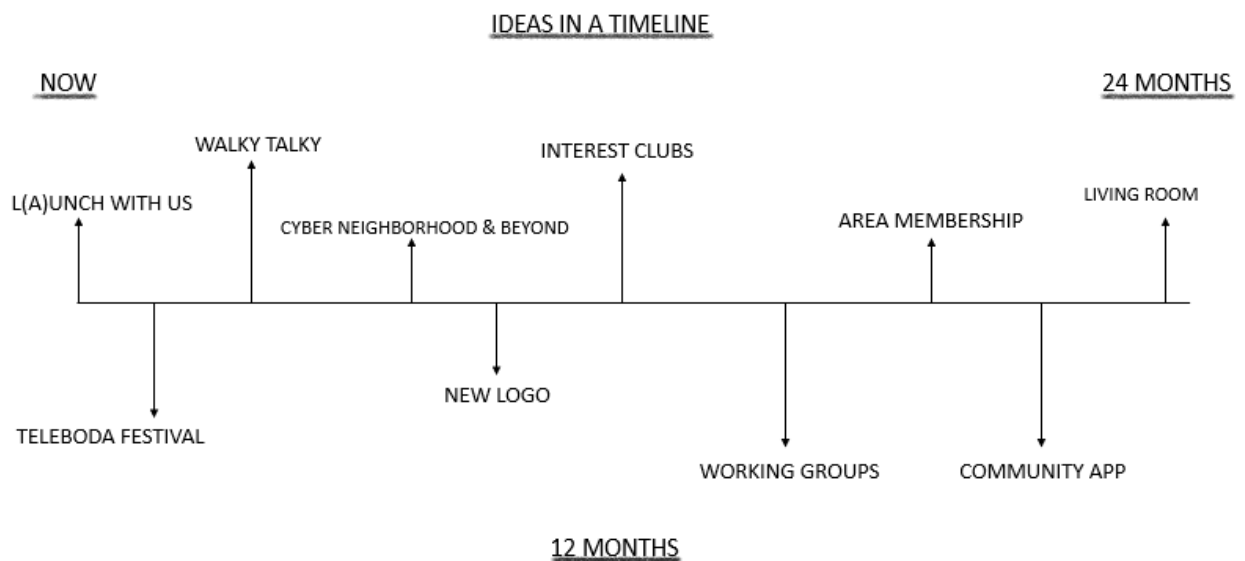 IDEAS IN A TIMELINE
NOW
24 MONTHS
WALKY TALKY
INTEREST CLUBS
L(A)UNCH WITH US
LIVING ROOM
CYBER NEIGHBORHOOD & BEYOND
AREA MEMBERSHIP
NEW LOGO
TELEBODA FESTIVAL
WORKING GROUPS
COMMUNITY APP
12 MONTHS